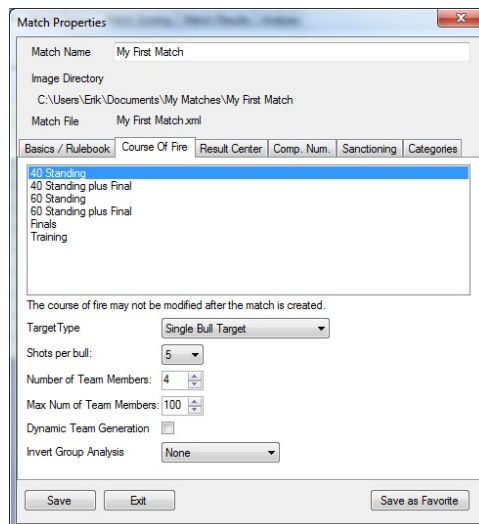 Match Properties
Match Name My First Match
Image Directory
C:\Users\Erik\Documents\My Matches\My First Match
Match File My First Match.xml
Basics / Rulebook Course Of Fire Result Center Comp. Num. Sanctioning Categories
40 Standing
40 Standing plus Final
60 Standing
60 Standing plus Final
Finals
Training
The course of fire may not be modified after the match is created.
Target Type Single Bull Target
Shots per bull: 5
Number of Team Members: 4
Max Num of Team Members: 100
Dynamic Team Generation
Invert Group Analysis None
Save Exit Save as Favorite